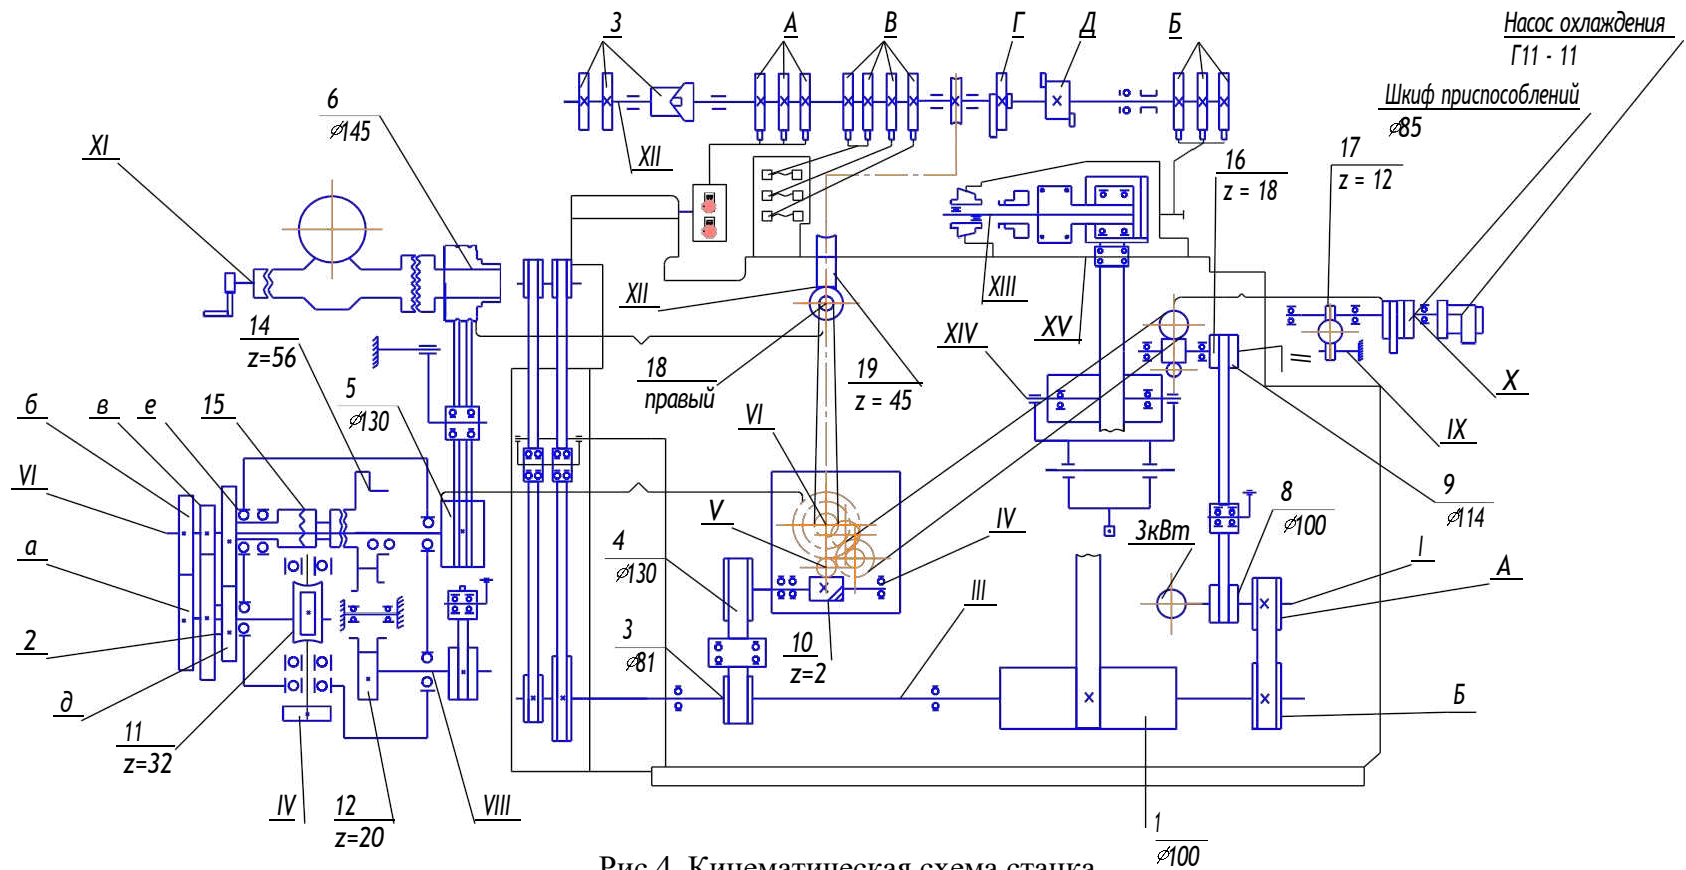 З
А
В
Г
Д
Б
Насос охлаждения
Г11 - 11
Шкиф приспособлений
⌀85
6
⌀145
XI
XII
16
z = 18
17
z = 12
XII
XIII
XIV
XV
14
z=56
18
правый
19
z = 45
X
5
⌀130
б
в
е
15
VI
IX
VI
9
⌀114
8
⌀100
V
IV
3кВт
I
А
4
⌀130
а
III
2
3
⌀81
10
z=2
д
Б
11
z=32
IV
12
z=20
VIII
1
⌀100
Рис 4. Кинематическая схема станка